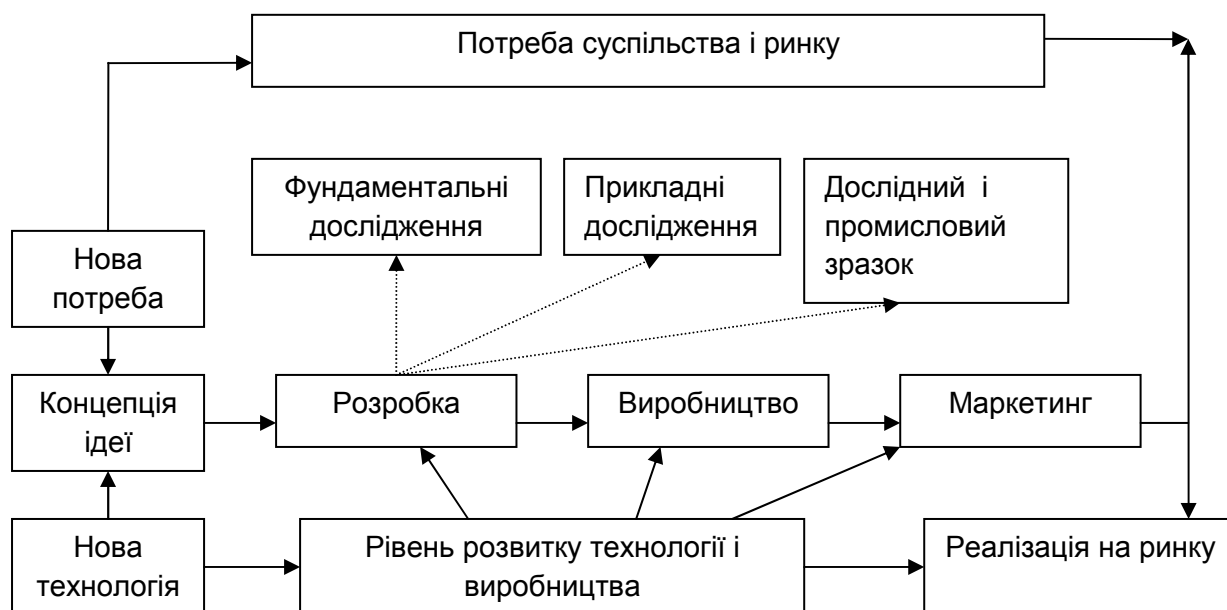 Потреба суспільства і ринку
Фундаментальні
дослідження
Прикладні
дослідження
Дослідний і
промисловий
зразок
Нова
потреба
Концепція
ідеї
Розробка
Виробництво
Маркетинг
Нова
технологія
Рівень розвитку технології і
виробництва
Реалізація на ринку